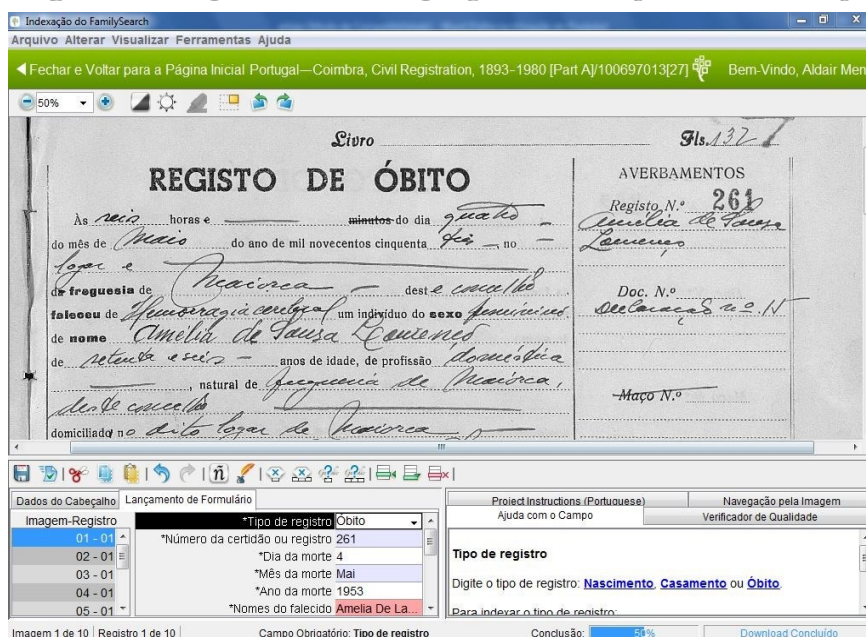 Indexação do FamilySearch
Arquivo Alterar Visualizar Ferramentas Ajuda
Fechar e Voltar para a Página Inicial Portugal—Coimbra, Civil Registration, 1893-1980 [Part A]/100697013[27] Bem-Vindo, Aldair Men
50%
Livro Fls. 132
REGISTO DE ÓBITO
AVERBAMENTOS
Registo N.º 261
Amélia de Sousa
Às seis horas e minutos do dia quatro
do mês de Maio do ano de mil novecentos cinquenta três no
logar e
da freguesia de Maiorca deste concelho
faleceu de Hemorragia cerebral um indivíduo do sexo feminino
de nome Amélia de Sousa
de setenta e seis anos de idade, de profissão doméstica
, natural de freguesia de Maiorca,
deste concelho
domiciliado no dito logar de Maiorca
Doc. N.º
Declaração nº. 11
Maço N.º
Dados do Cabeçalho Lançamento de Formulário
Imagem-Registro
01 - 01
02 - 01
03 - 01
04 - 01
05 - 01
*Tipo de registro Óbito
*Número da certidão ou registro 261
*Dia da morte 4
*Mês da morte Mai
*Ano da morte 1953
*Nomes do falecido Amelia De La...
Project Instructions (Portuguese) Navegação pela Imagem
Ajuda com o Campo Verificador de Qualidade
Tipo de registro
Digite o tipo de registro: Nascimento, Casamento ou Óbito.
Para indexar o tipo de registro:
Imagem 1 de 10 Registro 1 de 10 Campo Obrigatório: Tipo de registro Conclusão: 50% Download Concluído